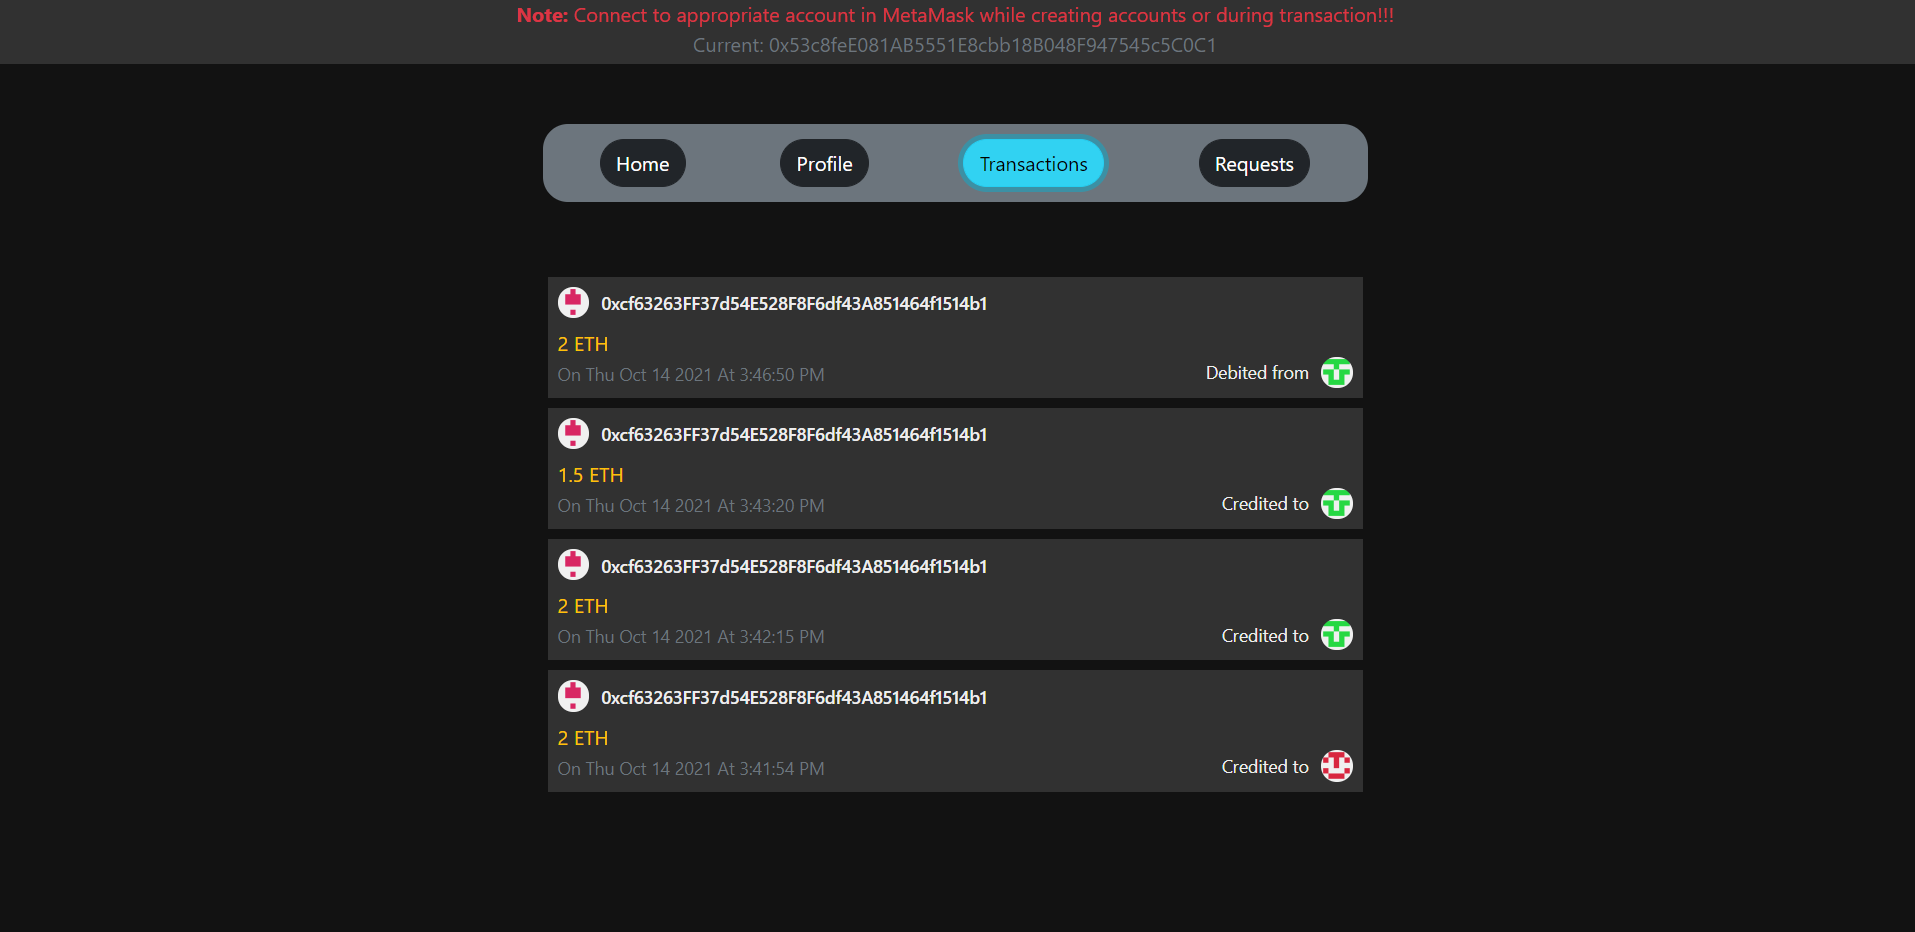 Note: Connect to appropriate account in MetaMask while creating accounts or during transaction!!!
Current: 0x53c8feE081AB5551E8cbb18B048F947545c5C0C1
Home Profile Transactions Requests
0xcf63263FF37d54E528F8F6df43A851464f1514b1
2 ETH
On Thu Oct 14 2021 At 3:46:50 PM Debited from
0xcf63263FF37d54E528F8F6df43A851464f1514b1
1.5 ETH
On Thu Oct 14 2021 At 3:43:20 PM Credited to
0xcf63263FF37d54E528F8F6df43A851464f1514b1
2 ETH
On Thu Oct 14 2021 At 3:42:15 PM Credited to
0xcf63263FF37d54E528F8F6df43A851464f1514b1
2 ETH
On Thu Oct 14 2021 At 3:41:54 PM Credited to